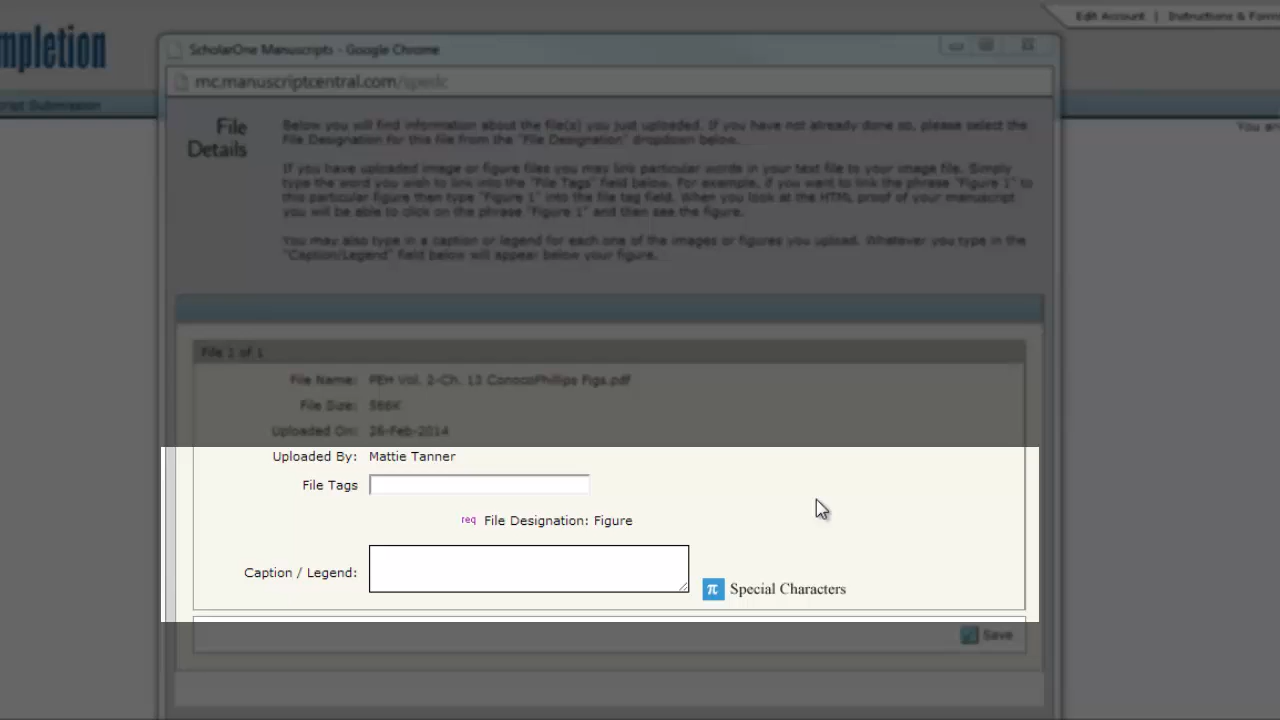 Edit Account | Instructions & Forms
mpletion
ScholarOne Manuscripts - Google Chrome
mc.manuscriptcentral.com/spedc
ript Submission
File
Details
Below you will find information about the file(s) you just uploaded. If you have not already done so, please select the
File Designation for this file from the "File Designation" dropdown below.
You are
If you have uploaded image or figure files you may link particular words in your text file to your image file. Simply
type the word you wish to link into the "File Tags" field below. For example, if you want to link the phrase "Figure 1" to
this particular figure then type "Figure 1" into the file tag field. When you look at the HTML proof of your manuscript
you will be able to click on the phrase "Figure 1" and then see the figure.
You may also type in a caption or legend for each one of the images or figures you upload. Whatever you type in the
"Caption/Legend" field below will appear below your figure.
File 1 of 1
File Name: PEH Vol. 2-Ch. 13 ConocoPhillips Figs.pdf
File Size: 566K
Uploaded On: 26-Feb-2014
Uploaded By: Mattie Tanner
File Tags
req File Designation: Figure
Caption / Legend:
π Special Characters
Save